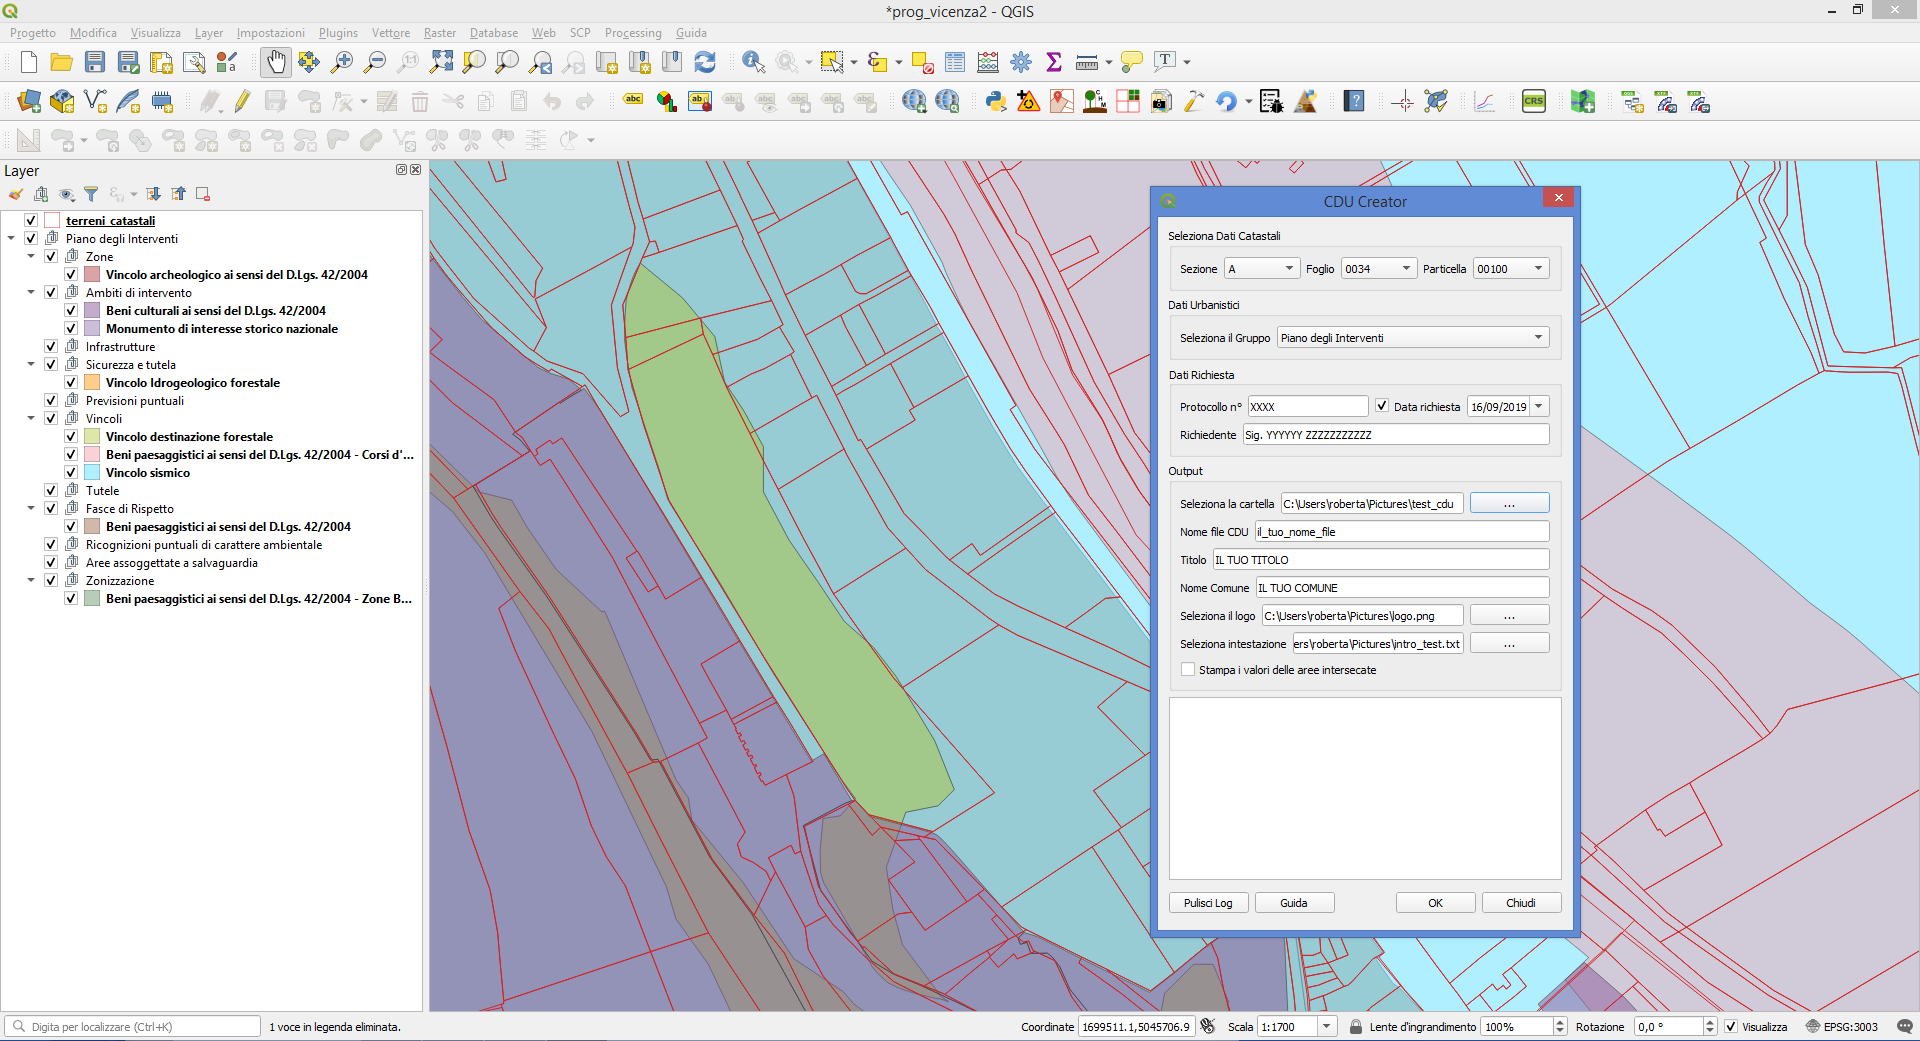 *prog_vicenza2 - QGIS
Progetto Modifica Visualizza Layer Impostazioni Plugins Vettore Raster Database Web SCP Processing Guida
Layer
terreni_catastali
Piano degli Interventi
Zone
Vincolo archeologico ai sensi del D.Lgs. 42/2004
Ambiti di intervento
Beni culturali ai sensi del D.Lgs. 42/2004
Monumento di interesse storico nazionale
Infrastrutture
Sicurezza e tutela
Vincolo Idrogeologico forestale
Previsioni puntuali
Vincoli
Vincolo destinazione forestale
Beni paesaggistici ai sensi del D.Lgs. 42/2004 - Corsi d'...
Vincolo sismico
Tutele
Fasce di Rispetto
Beni paesaggistici ai sensi del D.Lgs. 42/2004
Ricognizioni puntuali di carattere ambientale
Aree assoggettate a salvaguardia
Zonizzazione
Beni paesaggistici ai sensi del D.Lgs. 42/2004 - Zone B...
CDU Creator
Seleziona Dati Catastali
Sezione A Foglio 0034 Particella 00100
Dati Urbanistici
Seleziona il Gruppo Piano degli Interventi
Dati Richiesta
Protocollo n° XXXX Data richiesta 16/09/2019
Richiedente Sig. YYYYYY ZZZZZZZZZZZ
Output
Seleziona la cartella C:\Users\roberta\Pictures\test_cdu ...
Nome file CDU il_tuo_nome_file
Titolo IL TUO TITOLO
Nome Comune IL TUO COMUNE
Seleziona il logo C:\Users\roberta\Pictures\logo.png ...
Seleziona intestazione ers\roberta\Pictures\intro_test.txt ...
Stampa i valori delle aree intersecate
Pulisci Log Guida OK Chiudi
Digita per localizzare (Ctrl+K) 1 voce in legenda eliminata. Coordinate 1699511.1,5045706.9 Scala 1:1700 Lente d'ingrandimento 100% Rotazione 0,0 ° Visualizza EPSG:3003